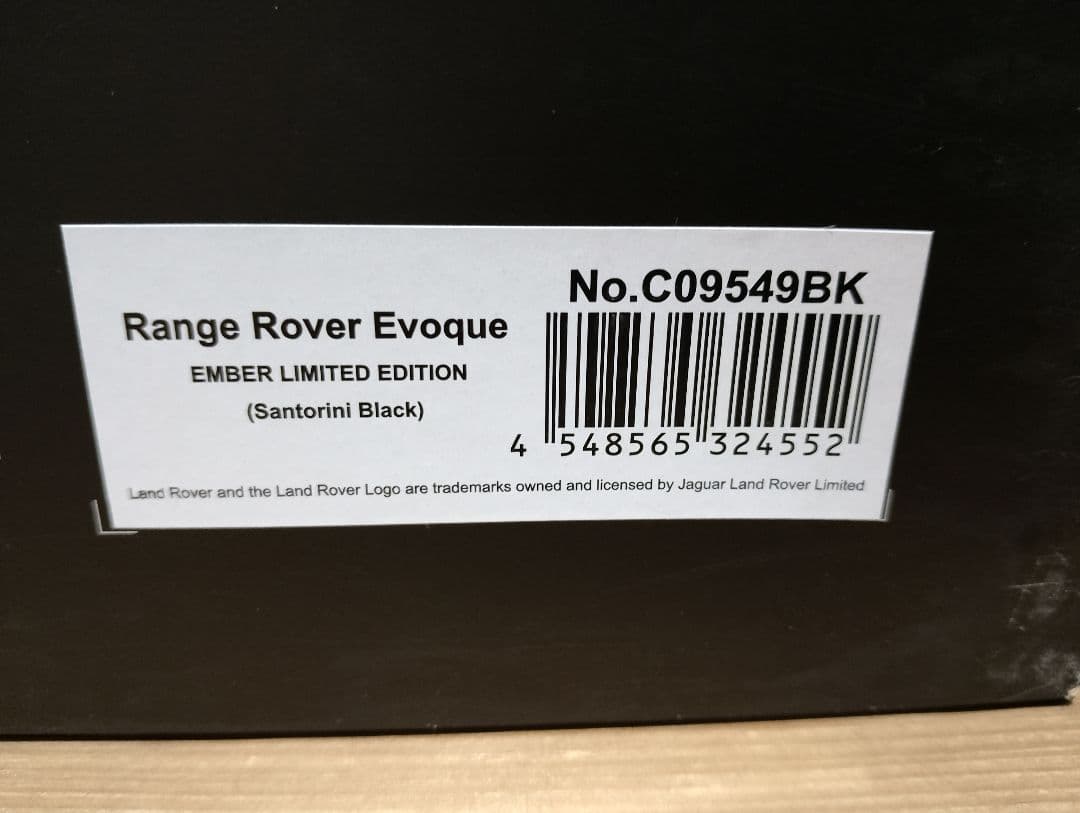 No.C09549BK
Range Rover Evoque
EMBER LIMITED EDITION
(Santorini Black)
4 548565 324552
Land Rover and the Land Rover Logo are trademarks owned and licensed by Jaguar Land Rover Limited